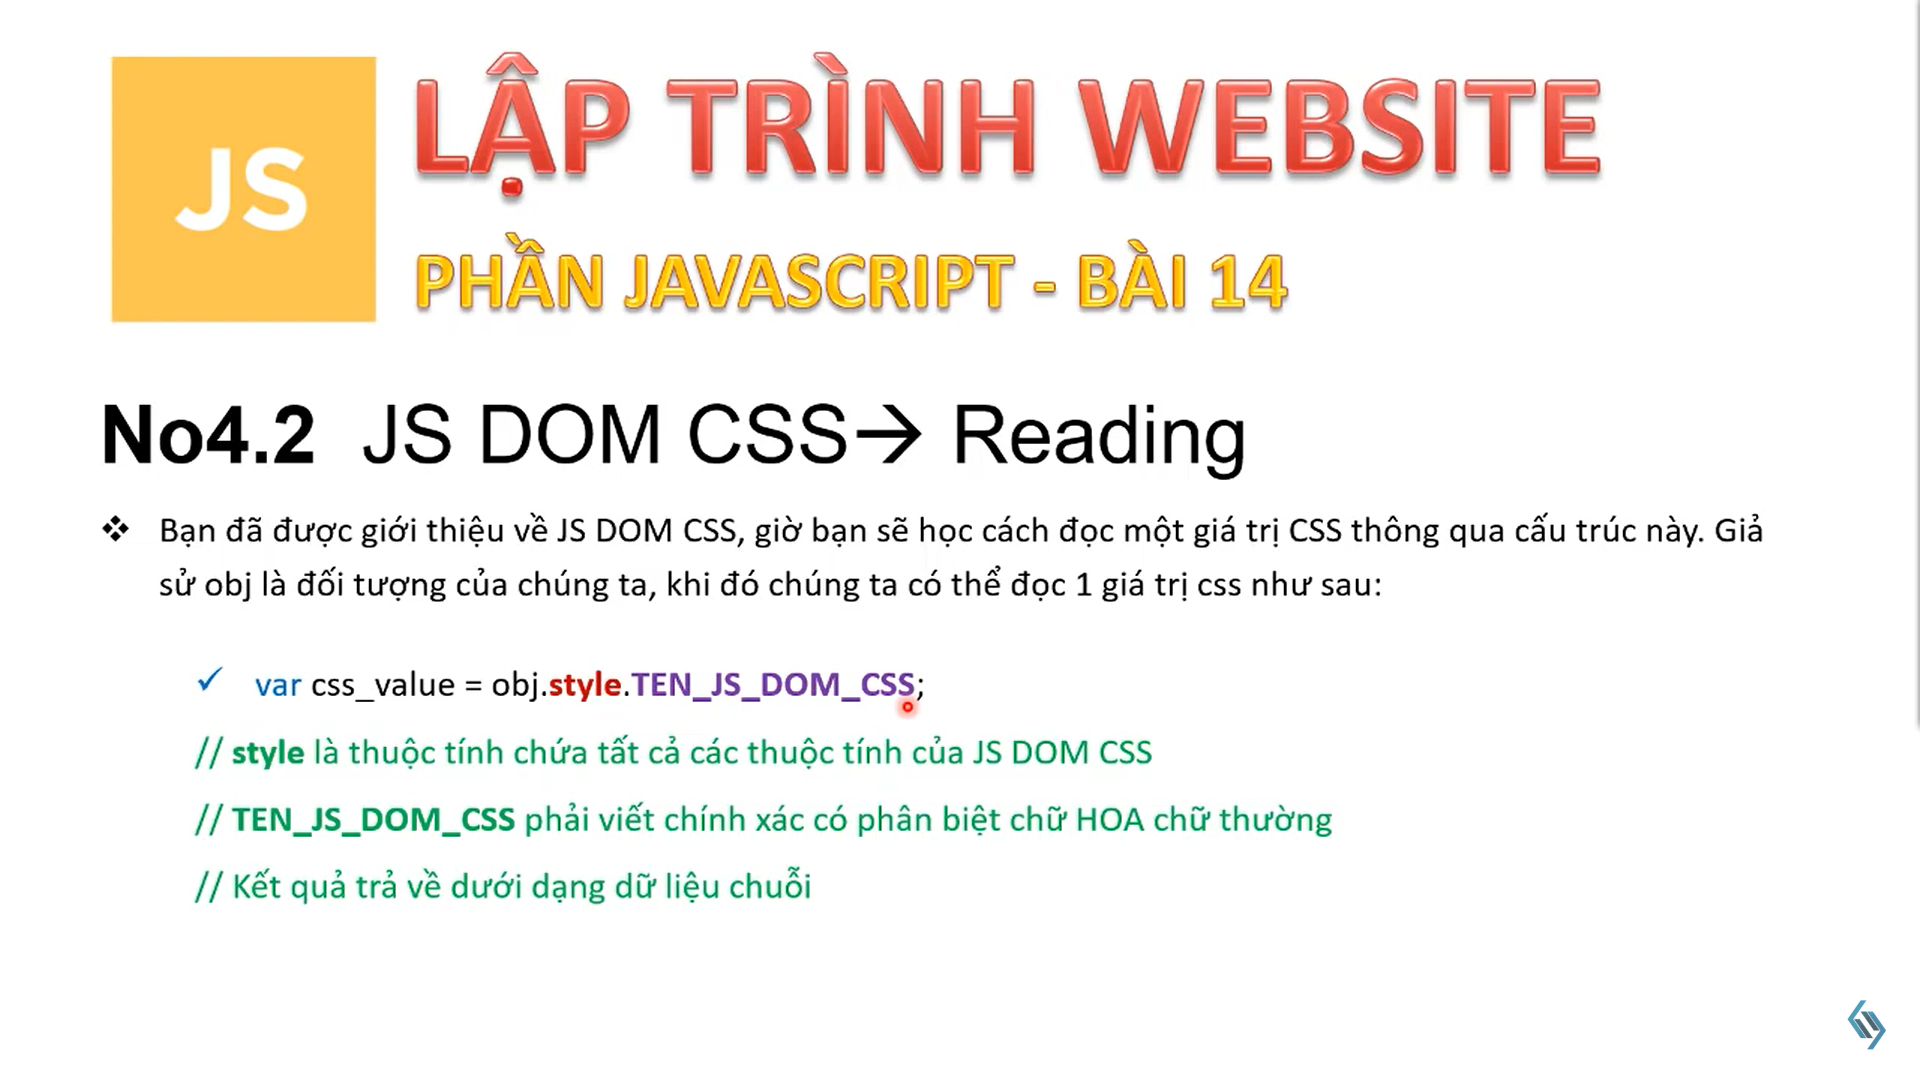 JS
LẬP TRÌNH WEBSITE
PHẦN JAVASCRIPT - BÀI 14
No4.2 JS DOM CSS→ Reading
❖ Bạn đã được giới thiệu về JS DOM CSS, giờ bạn sẽ học cách đọc một giá trị CSS thông qua cấu trúc này. Giả
sử obj là đối tượng của chúng ta, khi đó chúng ta có thể đọc 1 giá trị css như sau:
✓ var css_value = obj.style.TEN_JS_DOM_CSS;
// style là thuộc tính chứa tất cả các thuộc tính của JS DOM CSS
// TEN_JS_DOM_CSS phải viết chính xác có phân biệt chữ HOA chữ thường
// Kết quả trả về dưới dạng dữ liệu chuỗi